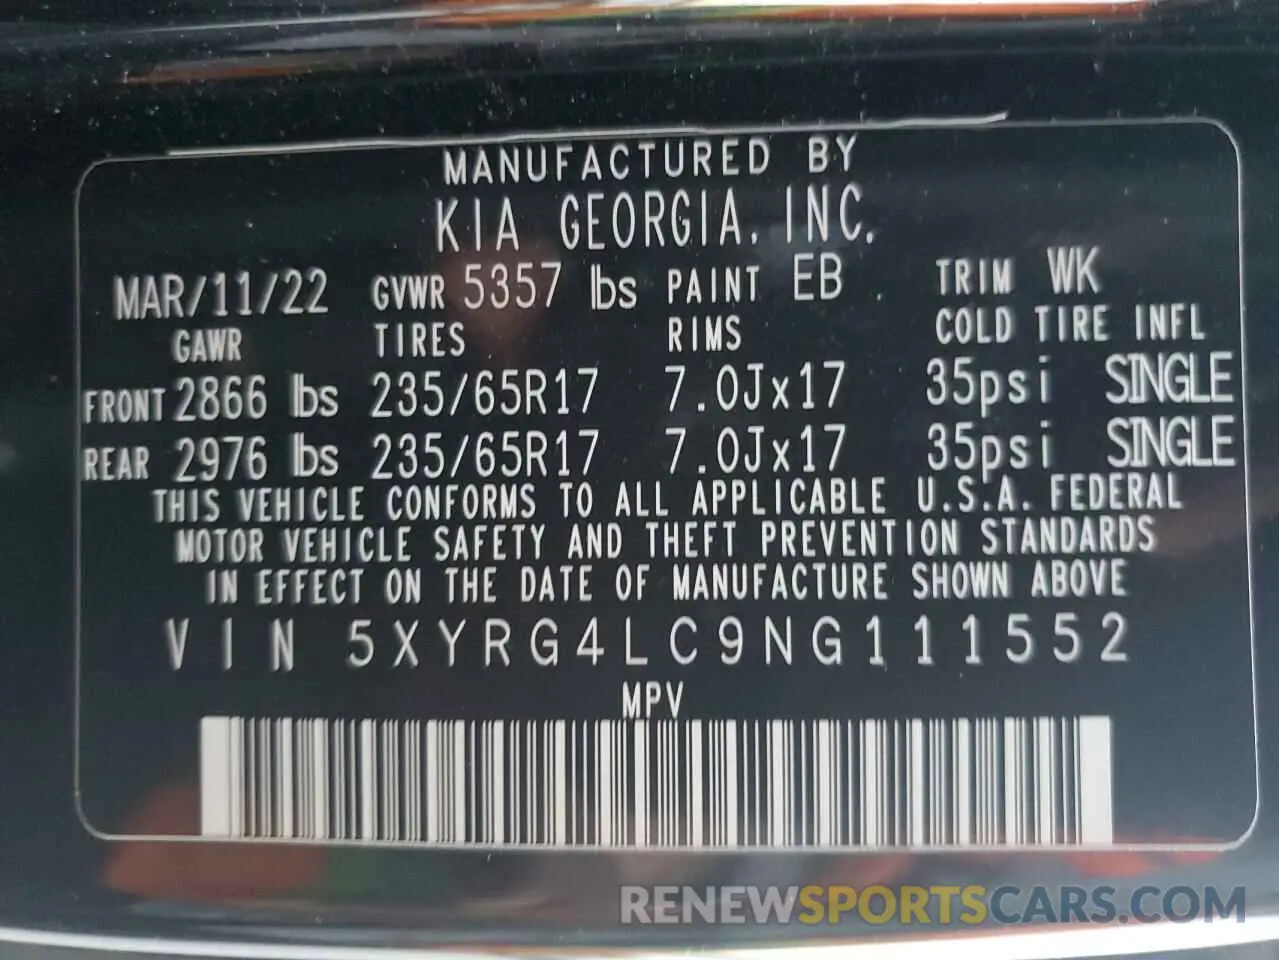 MANUFACTURED BY
KIA GEORGIA. INC.
MAR/11/22 GVWR 5357 lbs PAINT EB . TRIM WK
GAWR TIRES RIMS COLD TIRE INFL
FRONT 2866 lbs 235/65R17 7.0Jx17 35psi SINGLE
REAR 2976 lbs 235/65R17 7.0Jx17 35psi SINGLE
THIS VEHICLE CONFORMS TO ALL APPLICABLE U.S.A. FEDERAL
MOTOR VEHICLE SAFETY AND THEFT PREVENTION STANDARDS
IN EFFECT ON THE DATE OF MANUFACTURE SHOWN ABOVE
VIN 5XYRG4LC9NG111552
MPV
RENEWSPORTSCARS.COM